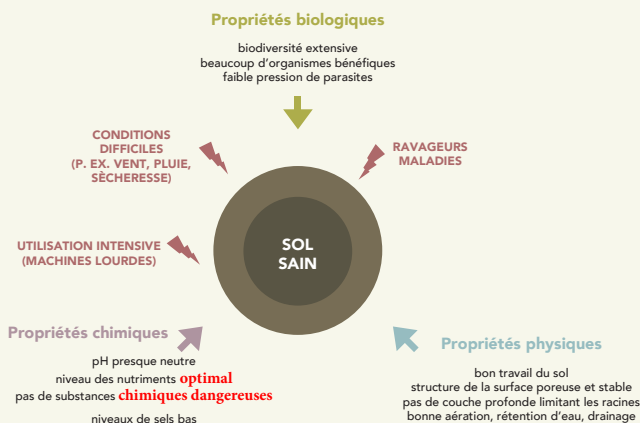 Propriétés biologiques
biodiversité extensive
beaucoup d'organismes bénéfiques
faible pression de parasites
CONDITIONS
DIFFICILES
(P. EX. VENT, PLUIE,
SÈCHERESSE)
RAVAGEURS
MALADIES
UTILISATION INTENSIVE
(MACHINES LOURDES)
SOL
SAIN
Propriétés chimiques
pH presque neutre
niveau des nutriments optimal
pas de substances chimiques dangereuses
niveaux de sels bas
Propriétés physiques
bon travail du sol
structure de la surface poreuse et stable
pas de couche profonde limitant les racines
bonne aération, rétention d'eau, drainage